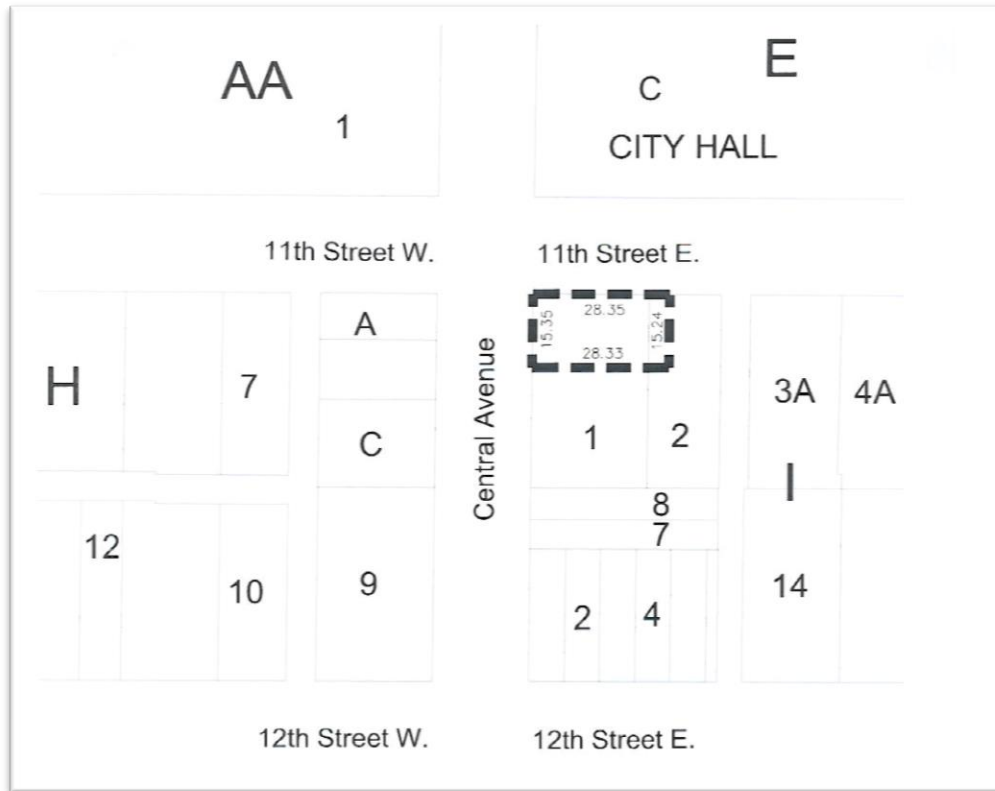 AA
1
E
C
CITY HALL
11th Street W.
11th Street E.
H
7
A
C
Central Avenue
28.35
15.35
15.24
28.33
1
2
3A
4A
I
8
7
12
10
9
2
4
14
12th Street W.
12th Street E.